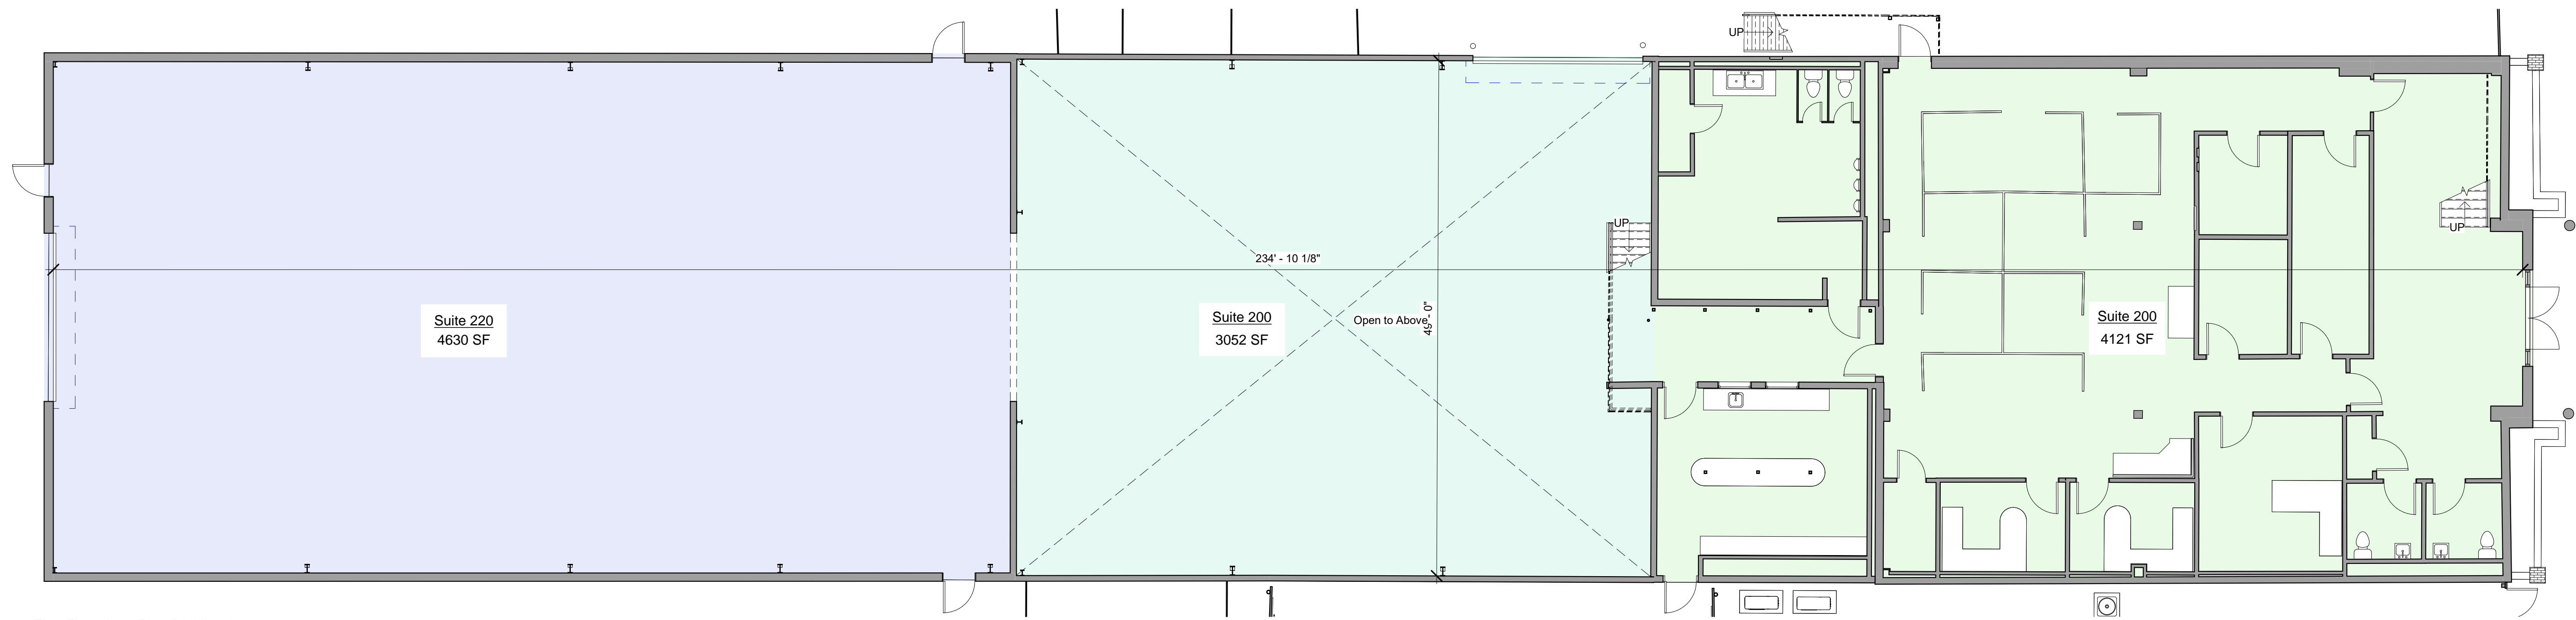 UP
UP
UP
234' - 10 1/8"
49' - 0"
Open to Above
Suite 220
4630 SF
Suite 200
3052 SF
Suite 200
4121 SF